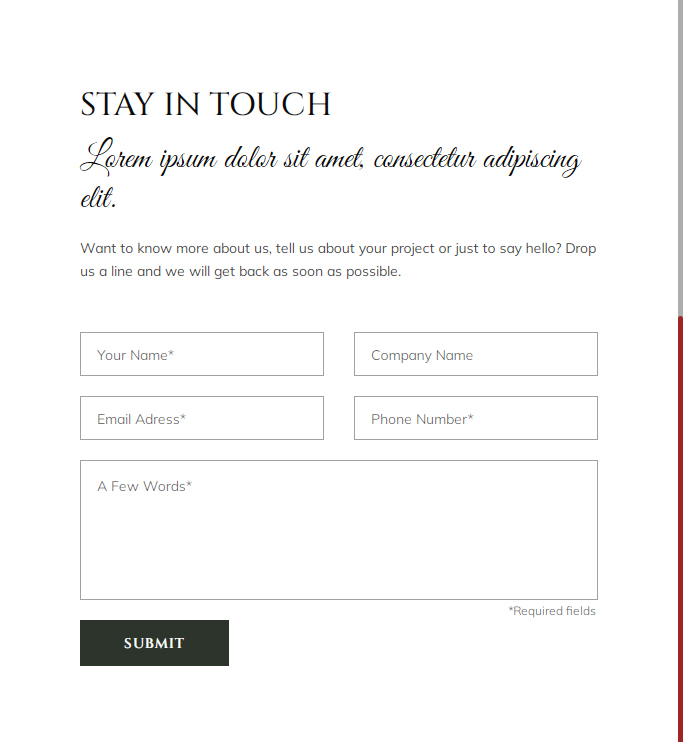 STAY IN TOUCH
Lorem ipsum dolor sit amet, consectetur adipiscing
elit.
Want to know more about us, tell us about your project or just to say hello? Drop
us a line and we will get back as soon as possible.
Your Name*
Company Name
Email Adress*
Phone Number*
A Few Words*
*Required fields
SUBMIT